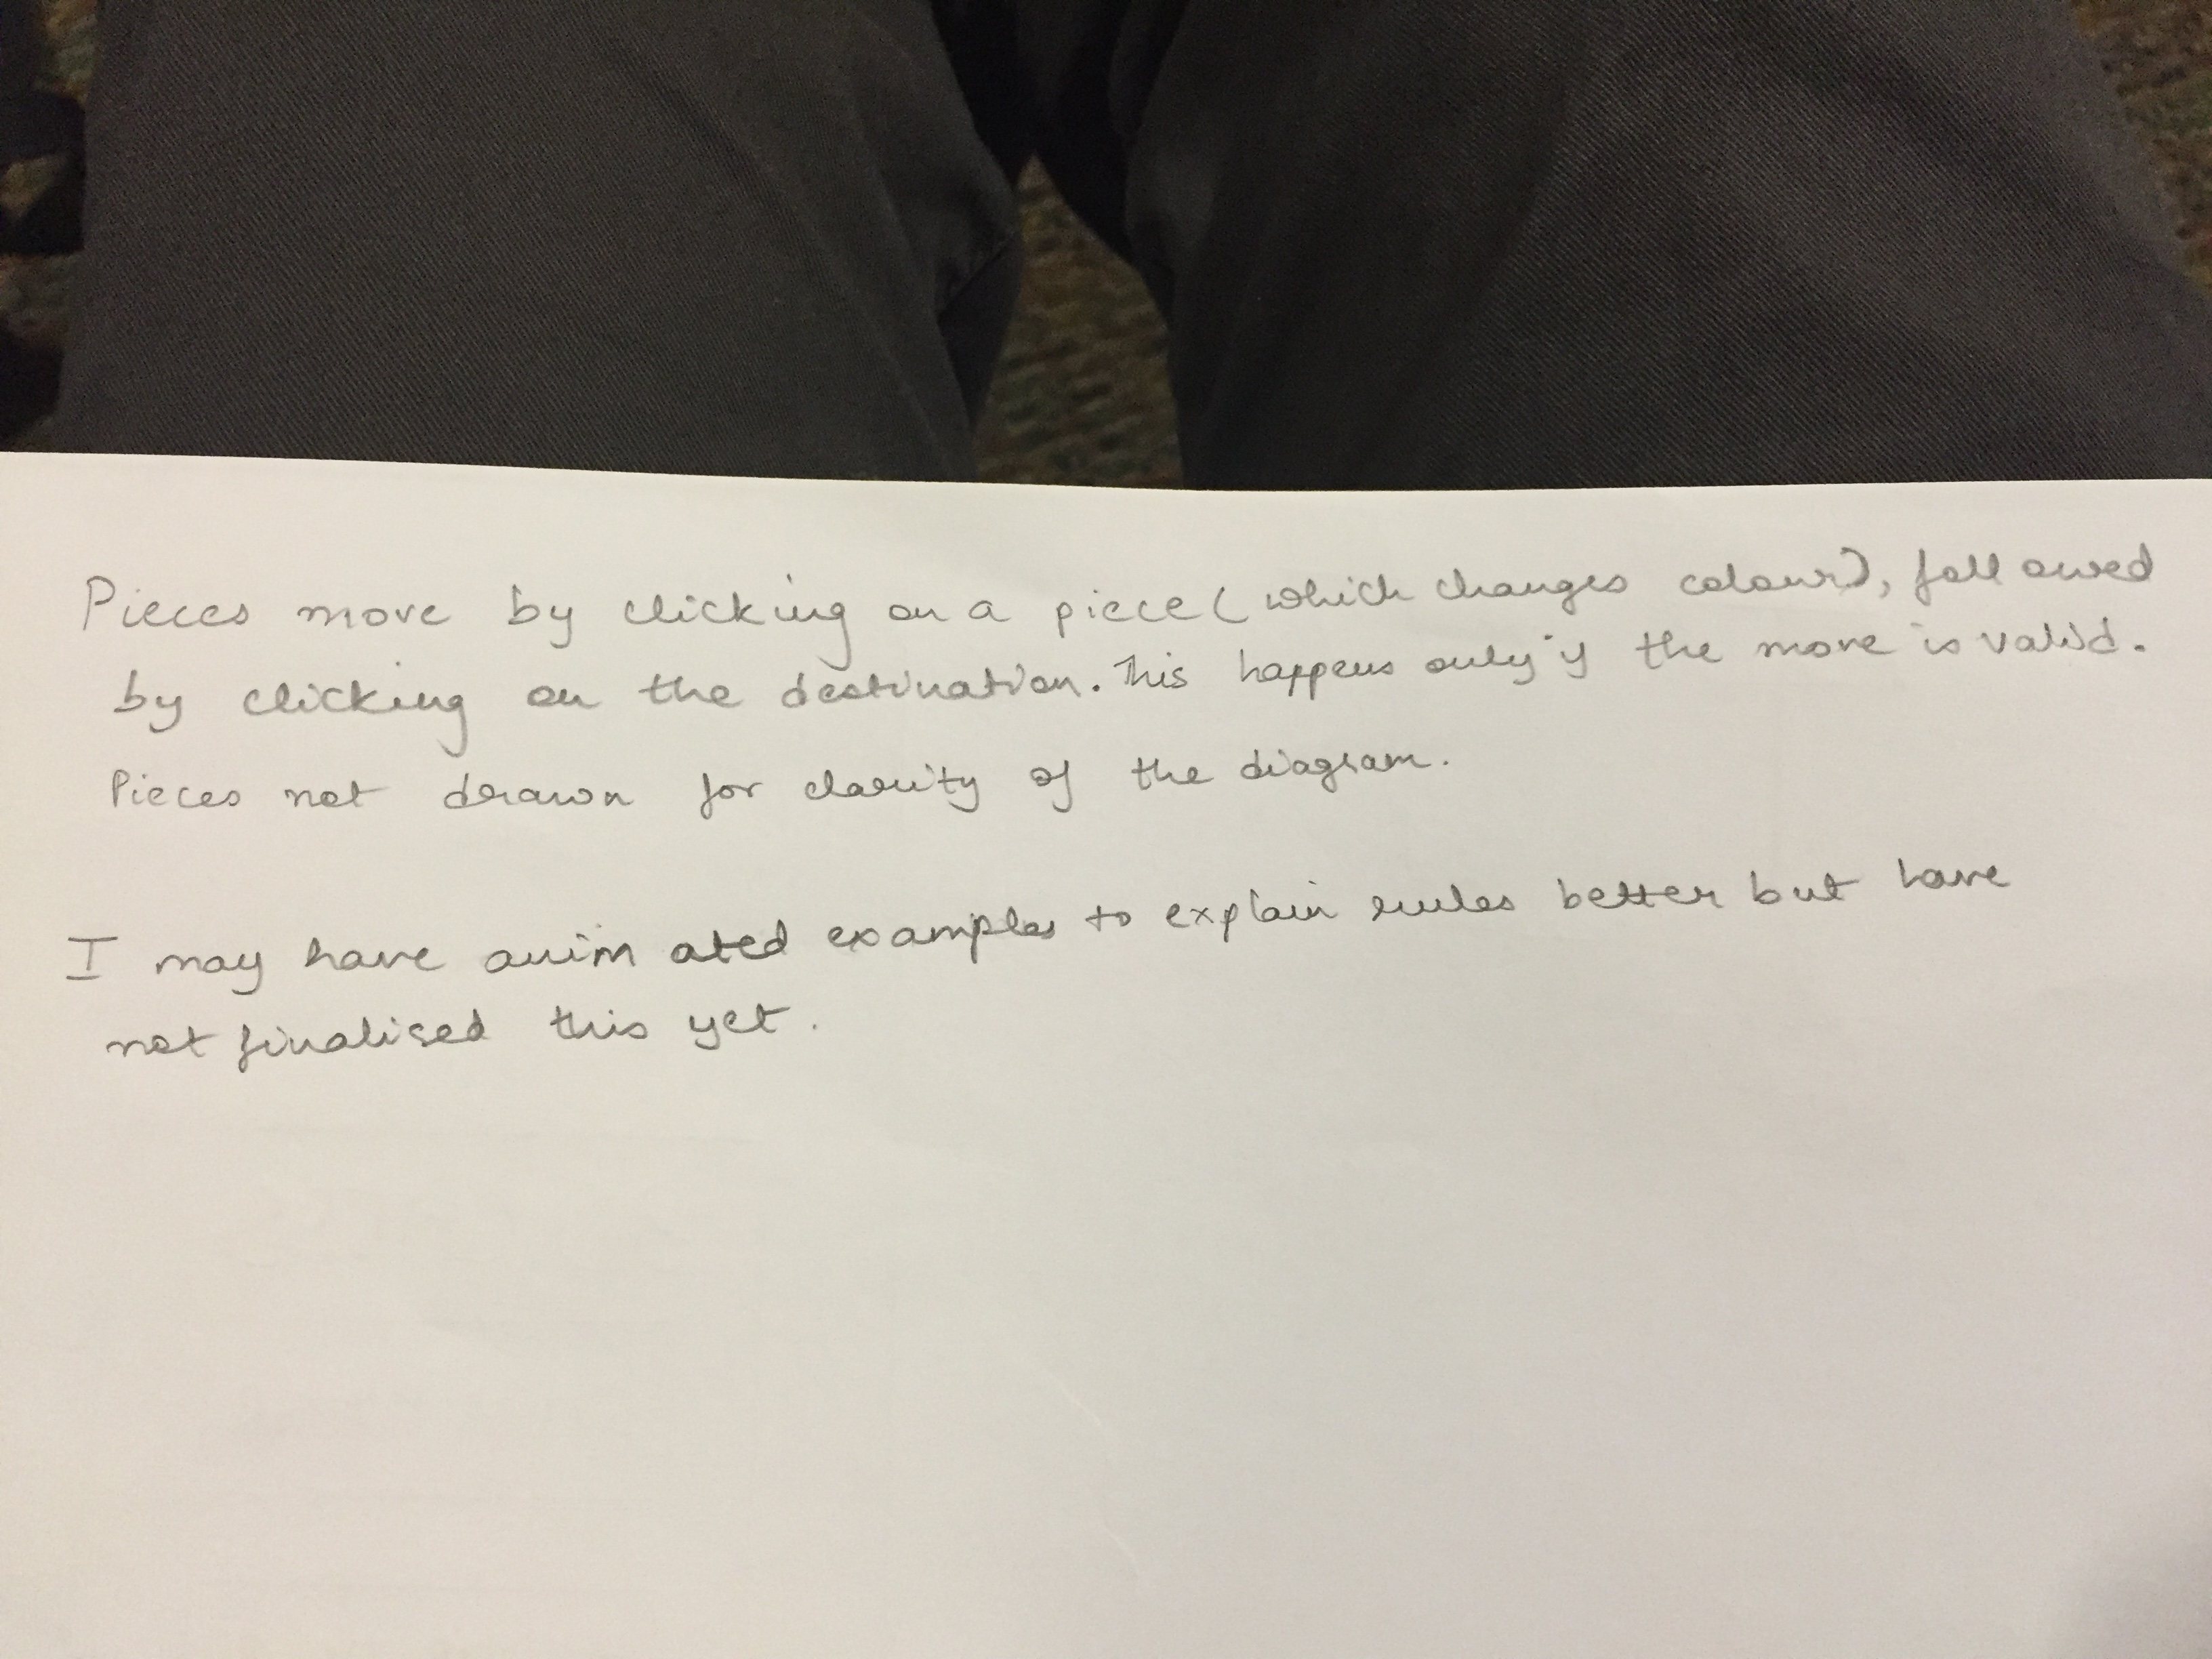 Pieces move by clicking on a piece (which changes colour), followed
by clicking on the destination. This happens only if the move is valid.
Pieces not drawn for clarity of the diagram.
I may have animated examples to explain rules better but have
not finalised this yet.